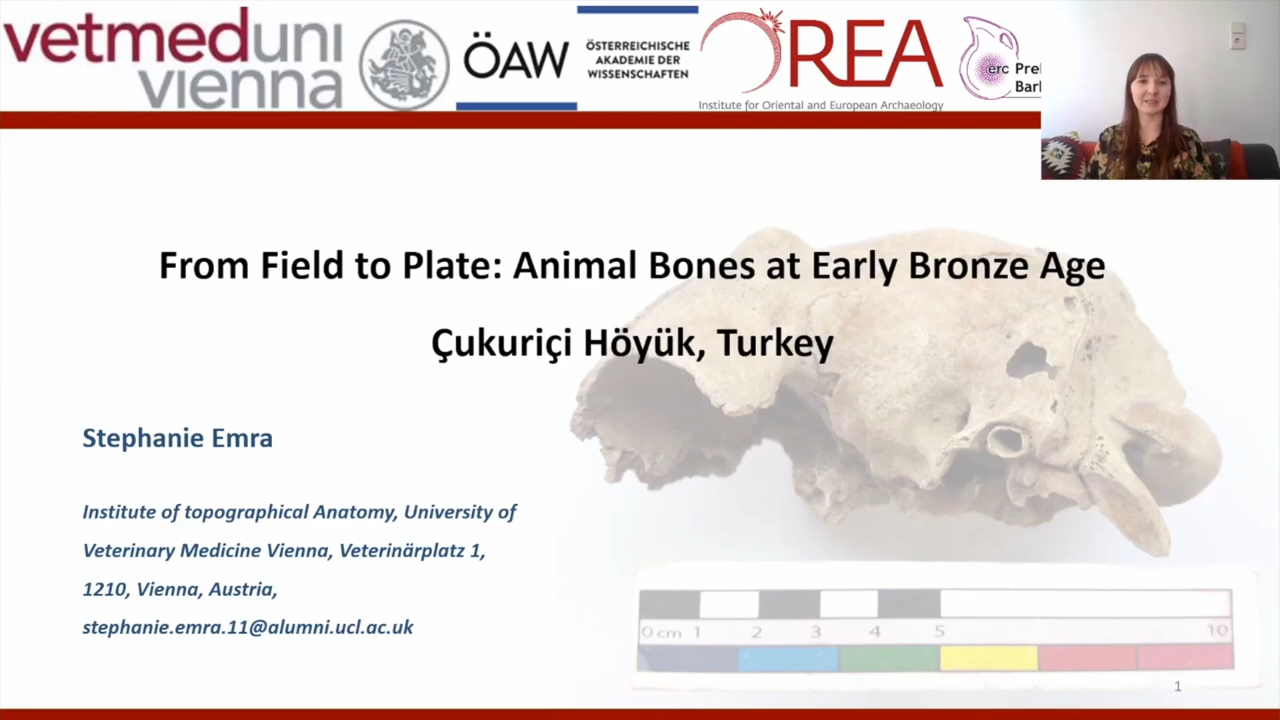 vetmeduni
vienna
ÖAW
ÖSTERREICHISCHE
AKADEMIE DER
WISSENSCHAFTEN
OREA
Institute for Oriental and European Archaeology
erc
Prel
Barl
From Field to Plate: Animal Bones at Early Bronze Age
Çukuriçi Höyük, Turkey
Stephanie Emra
Institute of topographical Anatomy, University of
Veterinary Medicine Vienna, Veterinärplatz 1,
1210, Vienna, Austria,
stephanie.emra.11@alumni.ucl.ac.uk
0 cm 1 2 3 4 5 10
1